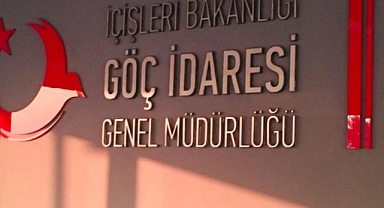 İÇİŞLERİ BAKANLIĞI
GÖÇ İDARESİ
GENEL MÜDÜRLÜĞÜ